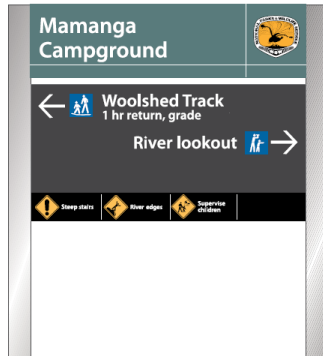 Mamanga
Campground
Woolshed Track
1 hr return, grade
River lookout
Steep stairs
River edges
Supervise
children